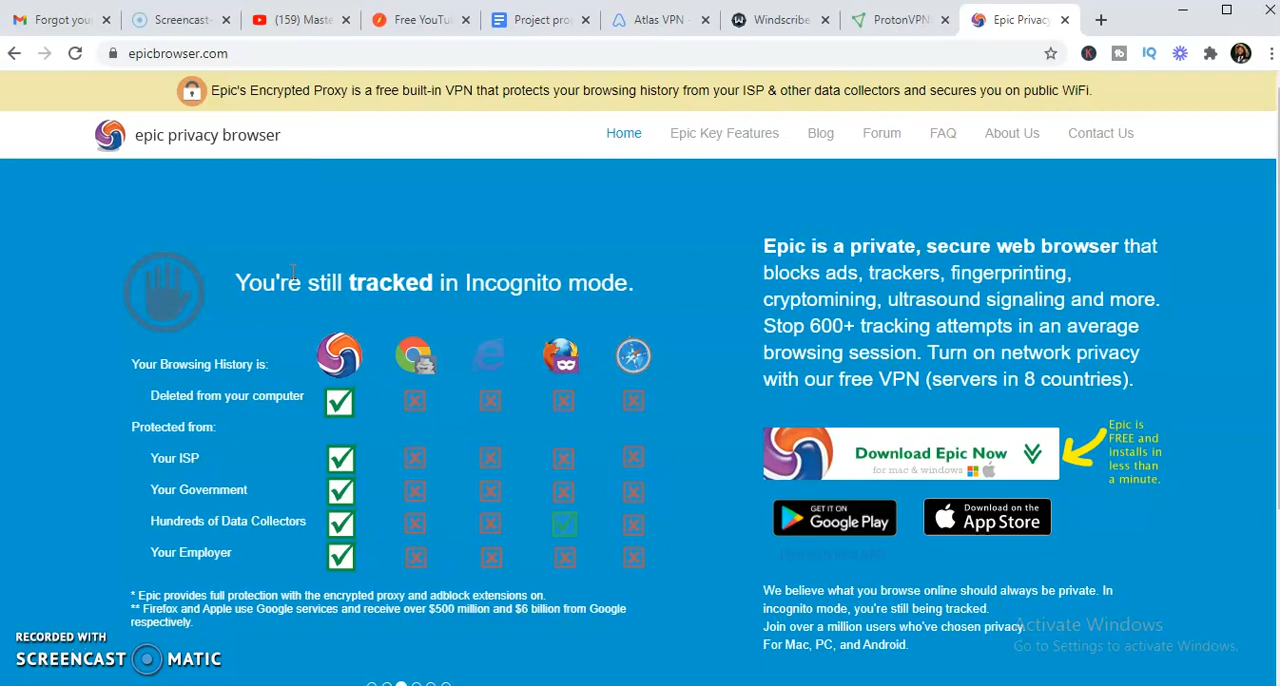 Forgot you
Screencast-
(159) Maste
Free YouTu
Project pro
Atlas VPN -
Windscribe
ProtonVPN
Epic Privacy
epicbrowser.com
Epic's Encrypted Proxy is a free built-in VPN that protects your browsing history from your ISP & other data collectors and secures you on public WiFi.
epic privacy browser
Home Epic Key Features Blog Forum FAQ About Us Contact Us
You're still tracked in Incognito mode.
Your Browsing History is:
Deleted from your computer
Protected from:
Your ISP
Your Government
Hundreds of Data Collectors
Your Employer
* Epic provides full protection with the encrypted proxy and adblock extensions on.
** Firefox and Apple use Google services and receive over $500 million and $6 billion from Google
respectively.
Epic is a private, secure web browser that
blocks ads, trackers, fingerprinting,
cryptomining, ultrasound signaling and more.
Stop 600+ tracking attempts in an average
browsing session. Turn on network privacy
with our free VPN (servers in 8 countries).
Download Epic Now
for mac & windows
Epic is
FREE and
installs in
less than
a minute.
GET IT ON
Google Play
Download on the
App Store
We believe what you browse online should always be private. In
incognito mode, you're still being tracked.
Join over a million users who've chosen privacy.
For Mac, PC, and Android.
Activate Windows
Go to Settings to activate Windows.
RECORDED WITH
SCREENCAST MATIC